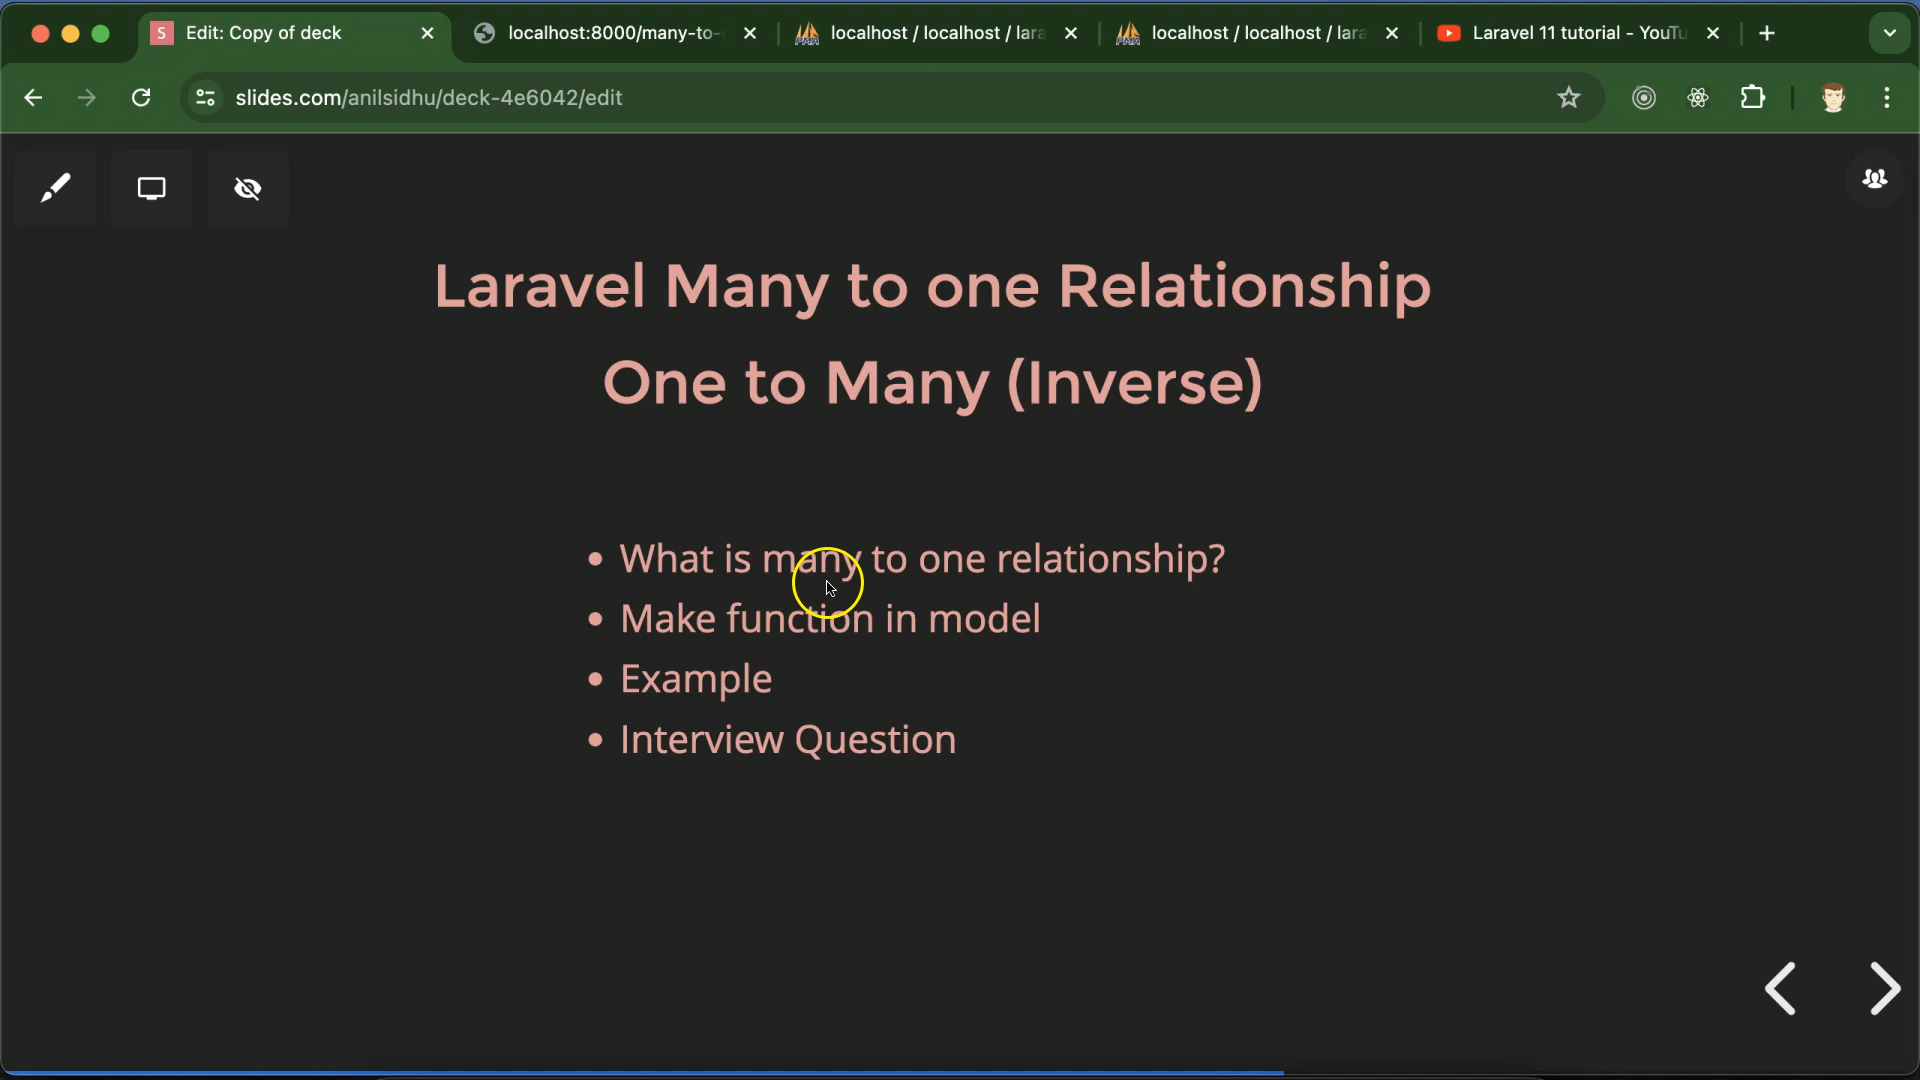 S Edit: Copy of deck
localhost:8000/many-to-
localhost / localhost / lara
localhost / localhost / lara
Laravel 11 tutorial - YouTu
slides.com/anilsidhu/deck-4e6042/edit
Laravel Many to one Relationship
One to Many (Inverse)
• What is many to one relationship?
• Make function in model
• Example
• Interview Question